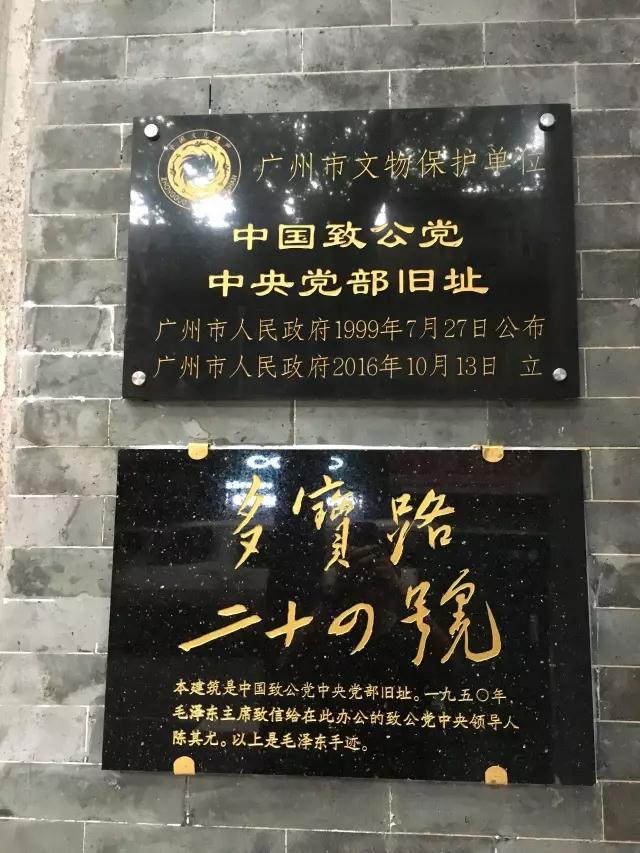 广州市文物保护单位
中国致公党
中央党部旧址
广州市人民政府1999年7月27日公布
广州市人民政府2016年10月13日 立
多寶路
二十四號
本建筑是中国致公党中央党部旧址。一九五〇年
毛泽东主席致信给在此办公的致公党中央领导人
陈其尤。以上是毛泽东手迹。